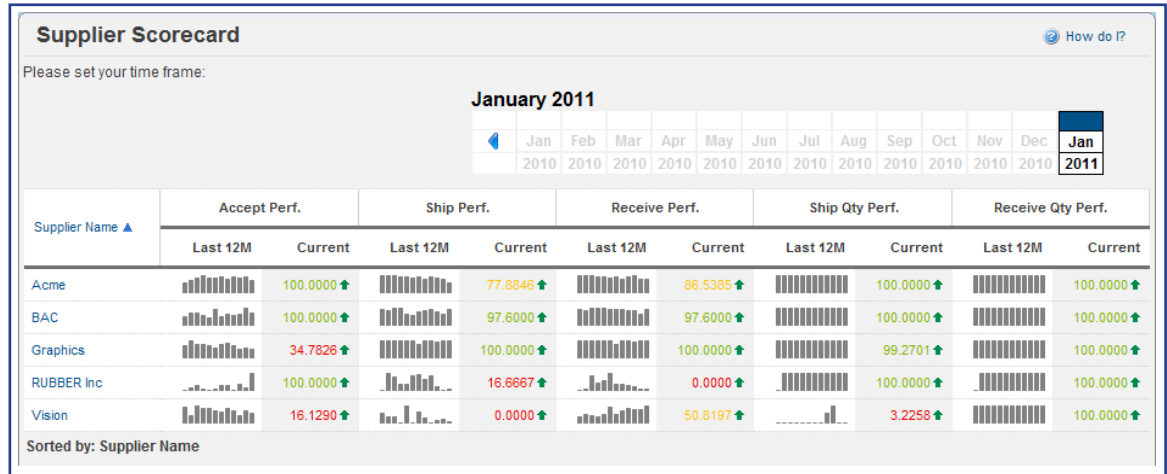 Supplier Scorecard
How do I?
Please set your time frame:
January 2011
Jan Feb Mar Apr May Jun Jul Aug Sep Oct Nov Dec Jan
2010 2010 2010 2010 2010 2010 2010 2010 2010 2010 2010 2010 2011
Supplier Name Accept Perf. Ship Perf. Receive Perf. Ship Qty Perf. Receive Qty Perf.
Last 12M Current Last 12M Current Last 12M Current Last 12M Current Last 12M Current
Acme 100.0000 77.8846 86.5385 100.0000 100.0000
BAC 100.0000 97.6000 97.6000 100.0000 100.0000
Graphics 34.7826 100.0000 100.0000 99.2701 100.0000
RUBBER Inc 100.0000 16.6667 0.0000 100.0000 100.0000
Vision 16.1290 0.0000 50.8197 3.2258 100.0000
Sorted by: Supplier Name